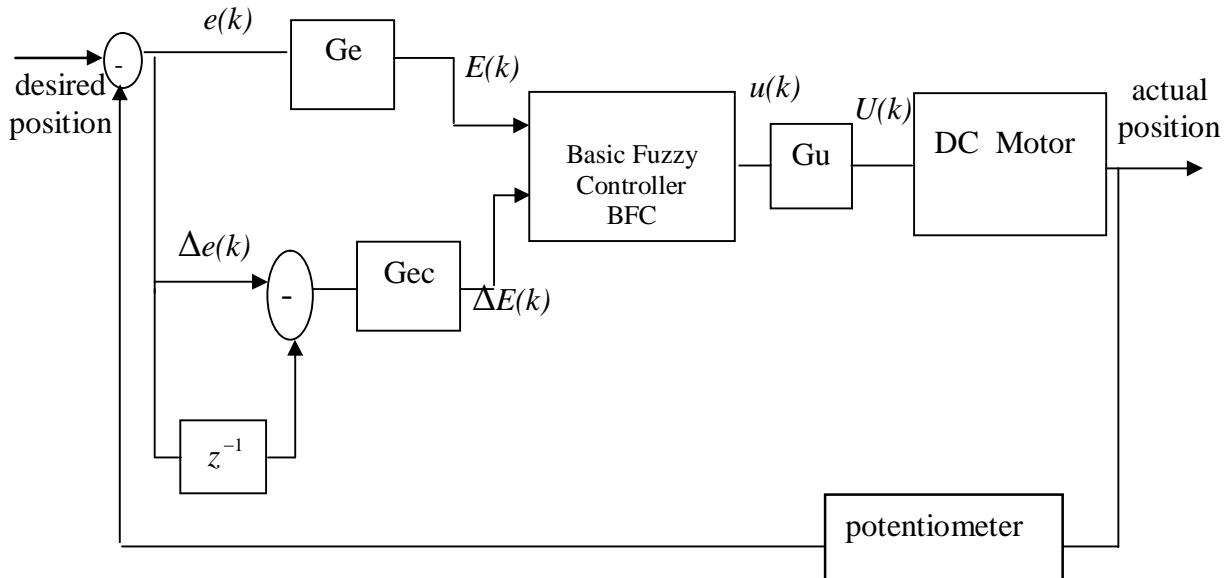 e(k)
Ge
-
desired
position
E(k)
Basic Fuzzy
Controller
BFC
u(k)
Gu
U(k)
DC Motor
actual
position
Δe(k)
-
Gec
ΔE(k)
z⁻¹
potentiometer